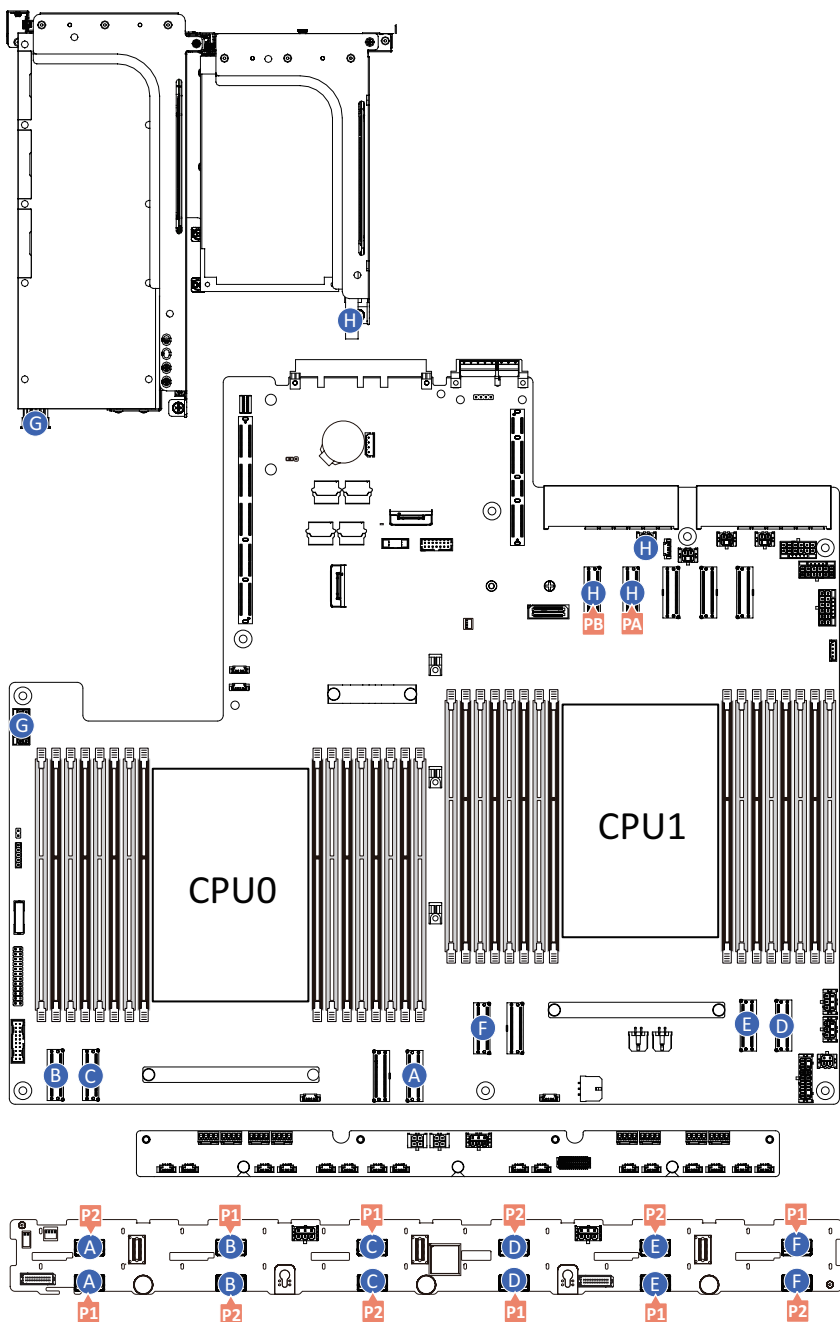 H
G
H
H H
PB PA
G
CPU1
CPU0
F E D
B C A
P2 P1 P1 P2 P2 P1
A B C D E F
A B C D E F
P1 P2 P2 P1 P1 P2